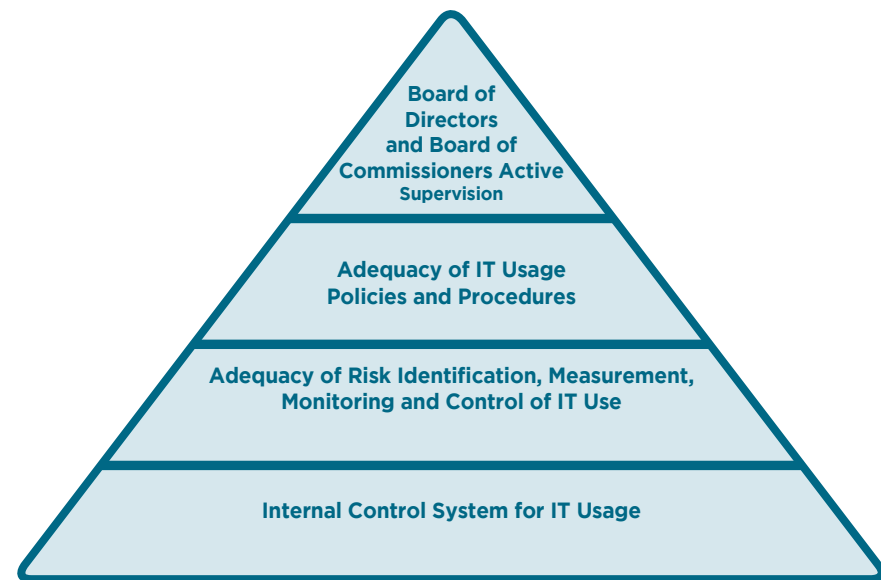 Board of
Directors
and Board of
Commissioners Active
Supervision
Adequacy of IT Usage
Policies and Procedures
Adequacy of Risk Identification, Measurement,
Monitoring and Control of IT Use
Internal Control System for IT Usage